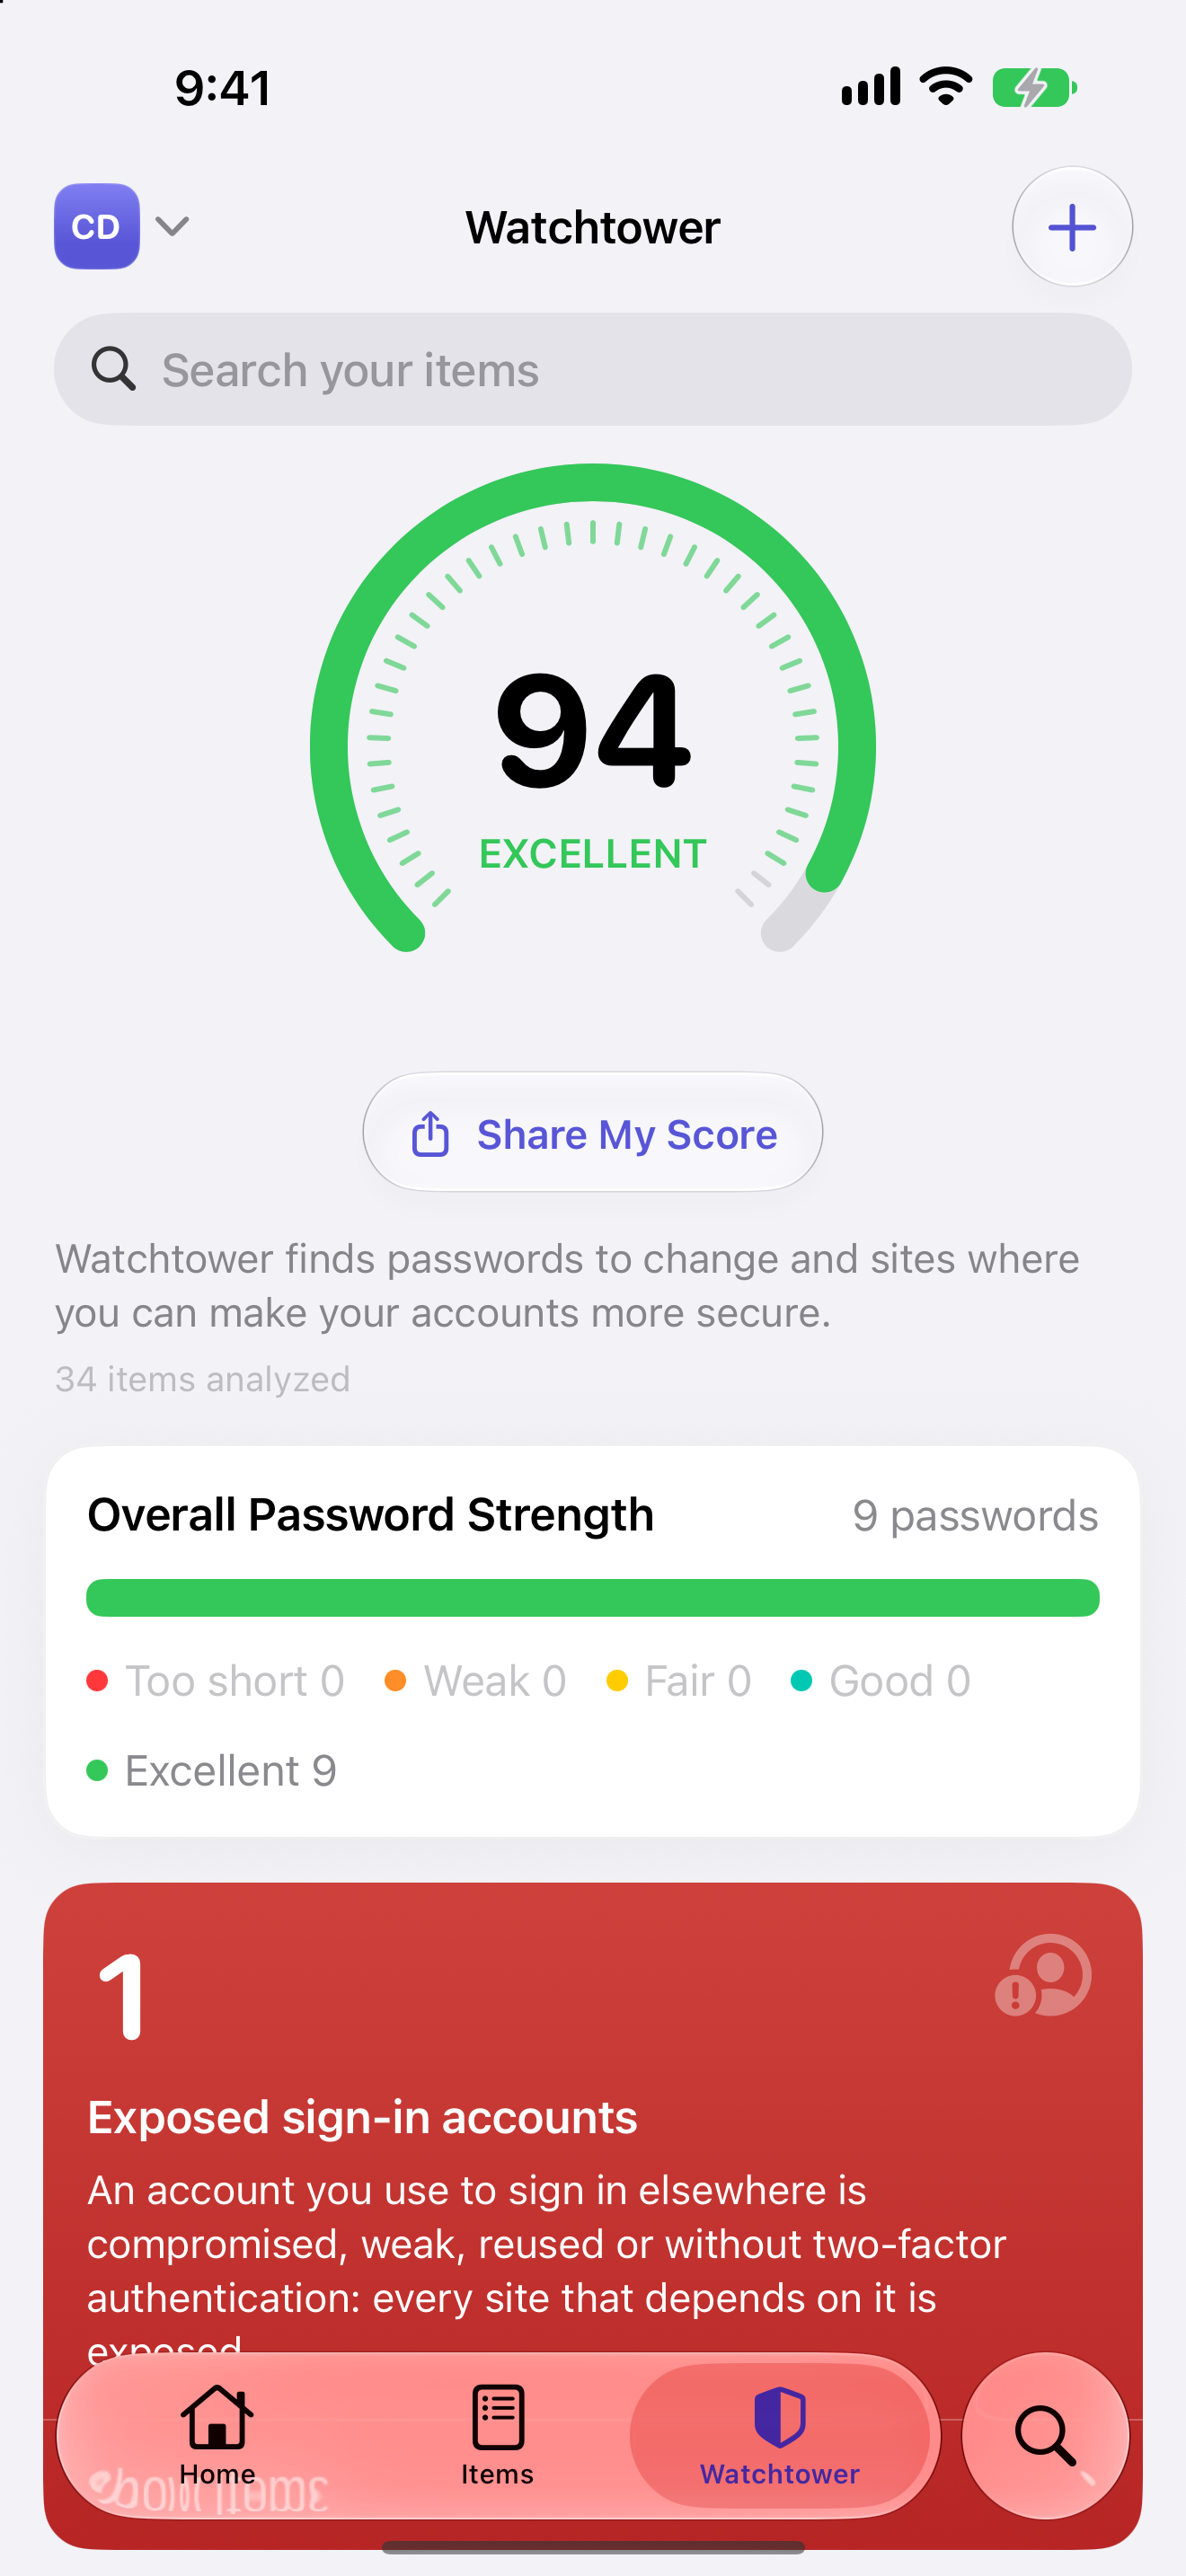 9:41
CD
Watchtower
Search your items
94
EXCELLENT
Share My Score
Watchtower finds passwords to change and sites where
you can make your accounts more secure.
34 items analyzed
Overall Password Strength
9 passwords
Too short 0
Weak 0
Fair 0
Good 0
Excellent 9
1
Exposed sign-in accounts
An account you use to sign in elsewhere is
compromised, weak, reused or without two-factor
authentication: every site that depends on it is
exposed
Home
Items
Watchtower